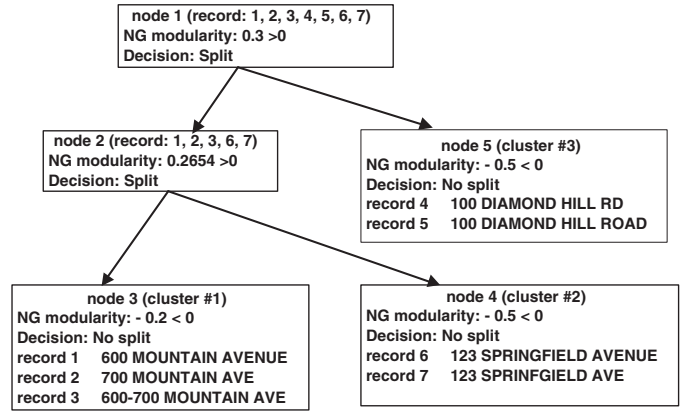 node 1 (record: 1, 2, 3, 4, 5, 6, 7)
NG modularity: 0.3 >0
Decision: Split
node 2 (record: 1, 2, 3, 6, 7)
NG modularity: 0.2654 >0
Decision: Split
node 5 (cluster #3)
NG modularity: - 0.5 < 0
Decision: No split
record 4 100 DIAMOND HILL RD
record 5 100 DIAMOND HILL ROAD
node 3 (cluster #1)
NG modularity: - 0.2 < 0
Decision: No split
record 1 600 MOUNTAIN AVENUE
record 2 700 MOUNTAIN AVE
record 3 600-700 MOUNTAIN AVE
node 4 (cluster #2)
NG modularity: - 0.5 < 0
Decision: No split
record 6 123 SPRINGFIELD AVENUE
record 7 123 SPRINFGIELD AVE